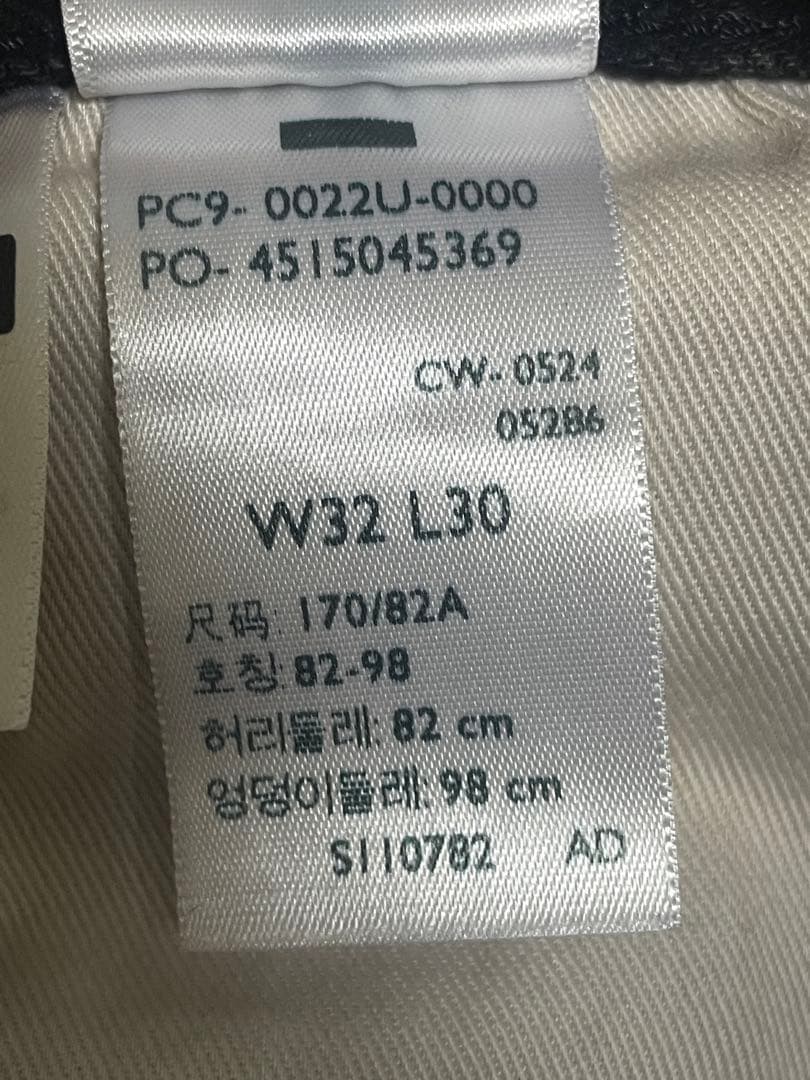 PC9- 0022U-0000
PO- 4515045369
CW- 0524
05286
W32 L30
尺码: 170/82A
호칭: 82-98
허리둘레: 82 cm
엉덩이둘레: 98 cm
S110782 AD